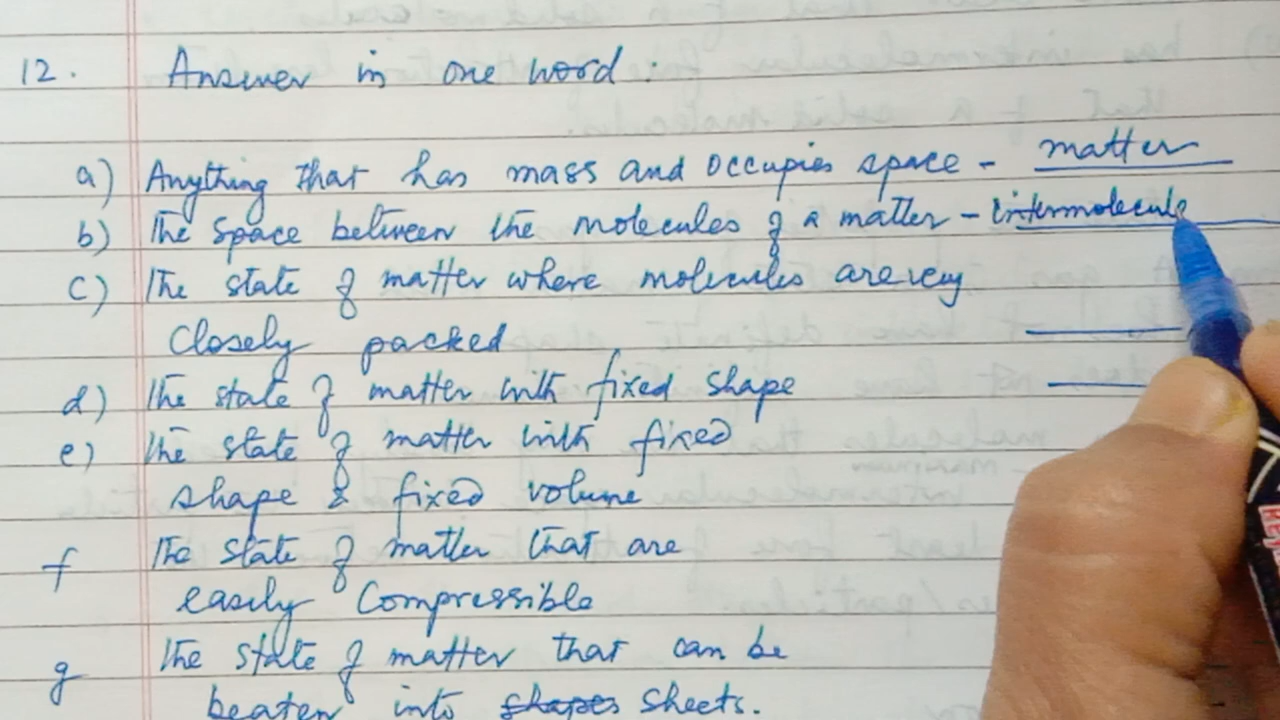 12. Answer in one word.
a) Anything that has mass and occupies space - matter
b) The space between the molecules of a matter - intermolecule
c) The state of matter where molecules are very
closely packed
d) The state of matter with fixed shape
e) The state of matter with fixed
shape & fixed volume
f The state of matter that are
easily compressible
g The state of matter that can be
beaten into shapes sheets.